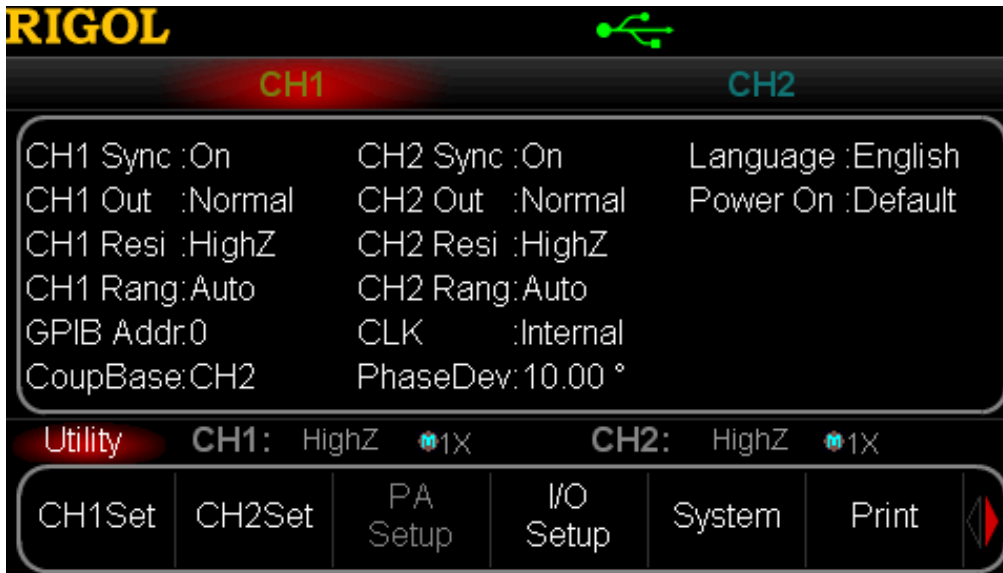 RIGOL
CH1 CH2
CH1 Sync :On CH2 Sync :On Language :English
CH1 Out :Normal CH2 Out :Normal Power On :Default
CH1 Resi :HighZ CH2 Resi :HighZ
CH1 Rang:Auto CH2 Rang:Auto
GPIB Addr:0 CLK :Internal
CoupBase:CH2 PhaseDev:10.00 °
Utility CH1: HighZ M1X CH2: HighZ M1X
CH1Set CH2Set PA Setup I/O Setup System Print